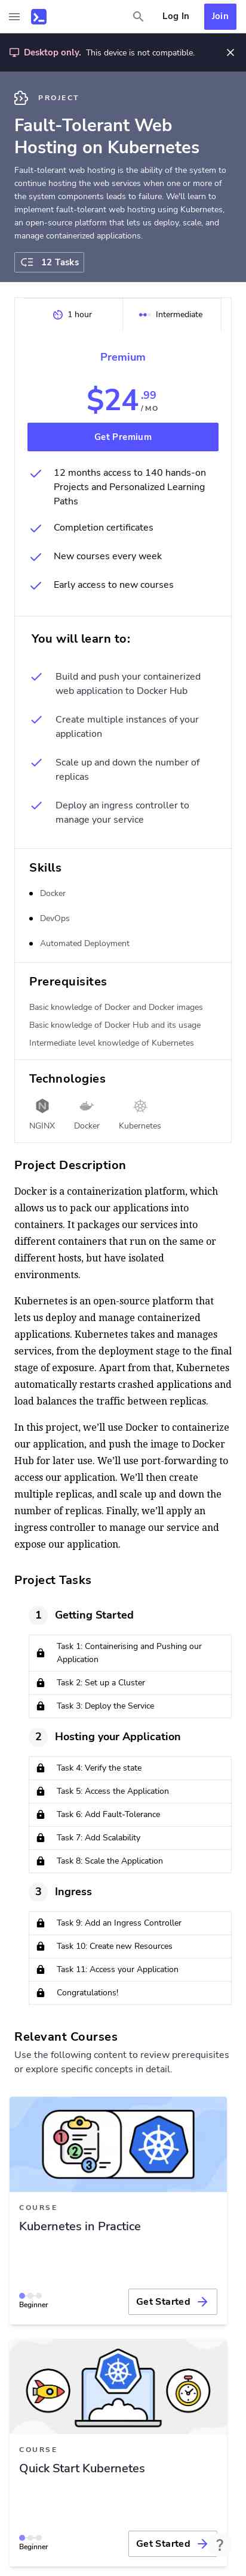 Log In
Join
Desktop only. This device is not compatible.
PROJECT
Fault-Tolerant Web
Hosting on Kubernetes
Fault-tolerant web hosting is the ability of the system to
continue hosting the web services when one or more of
the system components leads to failure. We'll learn to
implement fault-tolerant web hosting using Kubernetes,
an open-source platform that lets us deploy, scale, and
manage containerized applications.
12 Tasks
1 hour
Intermediate
Premium
$24 .99
/ MO
Get Premium
12 months access to 140 hands-on
Projects and Personalized Learning
Paths
Completion certificates
New courses every week
Early access to new courses
You will learn to:
Build and push your containerized
web application to Docker Hub
Create multiple instances of your
application
Scale up and down the number of
replicas
Deploy an ingress controller to
manage your service
Skills
Docker
DevOps
Automated Deployment
Prerequisites
Basic knowledge of Docker and Docker images
Basic knowledge of Docker Hub and its usage
Intermediate level knowledge of Kubernetes
Technologies
NGINX
Docker
Kubernetes
Project Description
Docker is a containerization platform, which
allows us to pack our applications into
containers. It packages our services into
different containers that run on the same or
different hosts, but have isolated
environments.
Kubernetes is an open-source platform that
lets us deploy and manage containerized
applications. Kubernetes tasks and manages
services, from the deployment stage to the final
stage of exposure. Apart from that, Kubernetes
automatically restarts crashed applications and
load balances the traffic between replicas.
In this project, we'll use Docker to containerize
our application, and push the image to Docker
Hub for later use. We'll use port-forwarding to
access our application. We'll then create
multiple replicas, and scale up and down the
number of replicas. Finally, we'll apply an
ingress controller to manage our service and
expose our application.
Project Tasks
1 Getting Started
Task 1: Containerising and Pushing our
Application
Task 2: Set up a Cluster
Task 3: Deploy the Service
2 Hosting your Application
Task 4: Verify the state
Task 5: Access the Application
Task 6: Add Fault-Tolerance
Task 7: Add Scalability
Task 8: Scale the Application
3 Ingress
Task 9: Add an Ingress Controller
Task 10: Create new Resources
Task 11: Access your Application
Congratulations!
Relevant Courses
Use the following content to review prerequisites
or explore specific concepts in detail.
COURSE
Kubernetes in Practice
Beginner
Get Started
COURSE
Quick Start Kubernetes
Beginner
Get Started
?